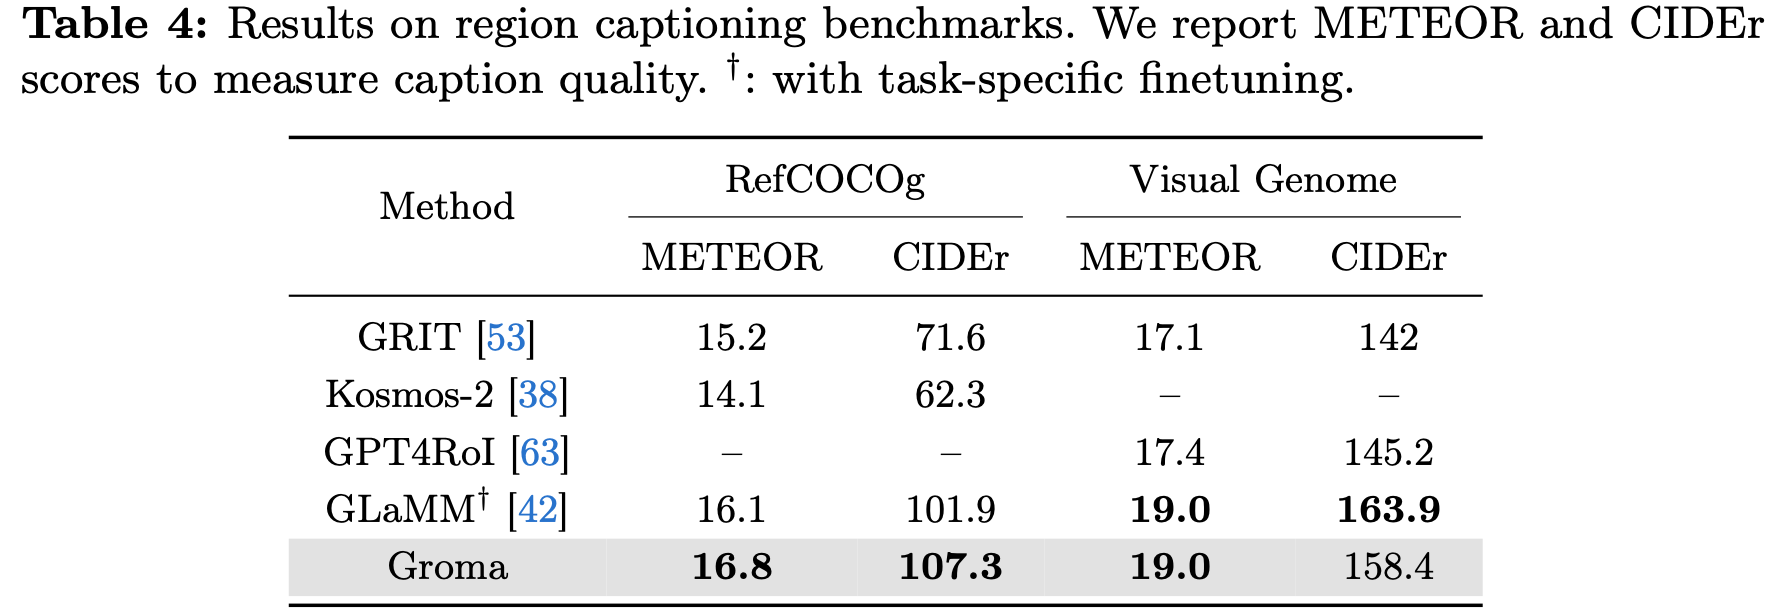 Table 4: Results on region captioning benchmarks. We report METEOR and CIDEr
scores to measure caption quality. †: with task-specific finetuning.
Method RefCOCOg Visual Genome
METEOR CIDEr METEOR CIDEr
GRIT [53] 15.2 71.6 17.1 142
Kosmos-2 [38] 14.1 62.3 – –
GPT4RoI [63] – – 17.4 145.2
GLaMM† [42] 16.1 101.9 19.0 163.9
Groma 16.8 107.3 19.0 158.4